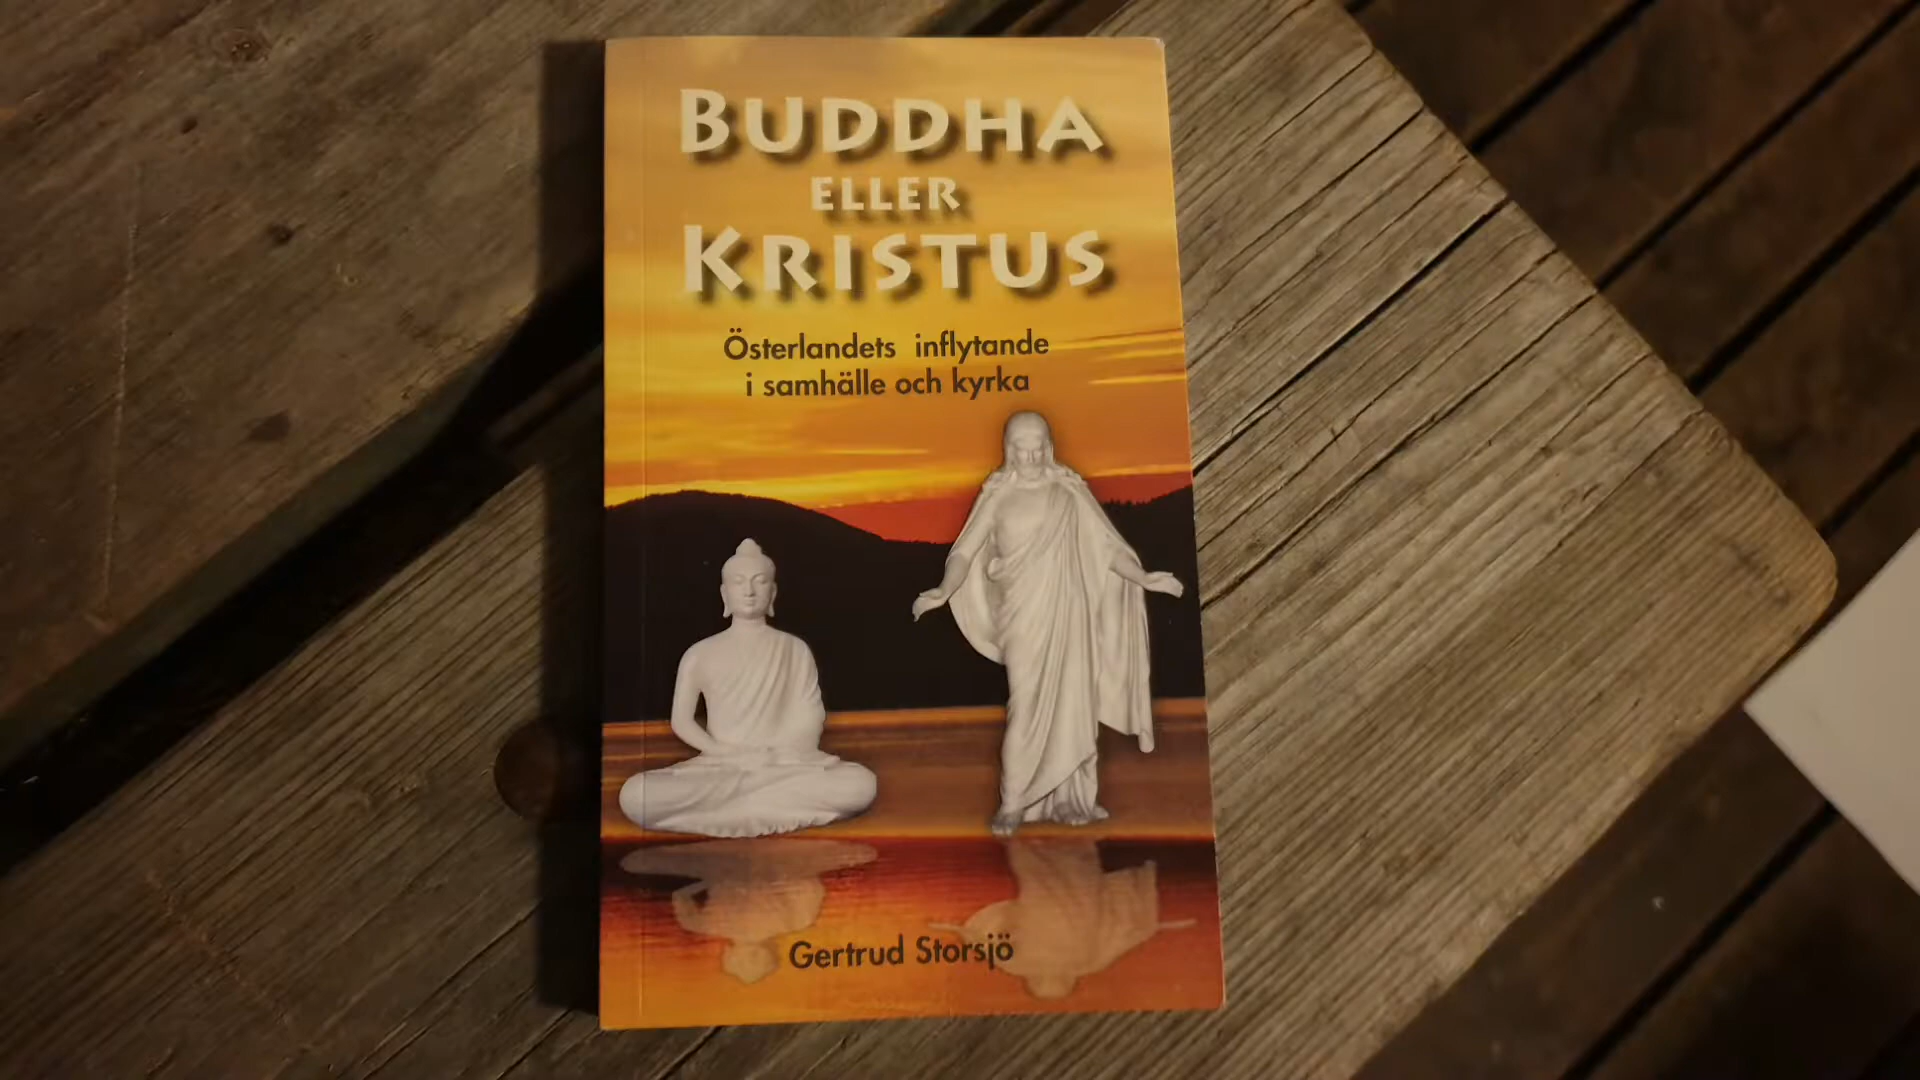 BUDDHA
ELLER
KRISTUS
Österlandets inflytande
i samhälle och kyrka
Gertrud Storsjö